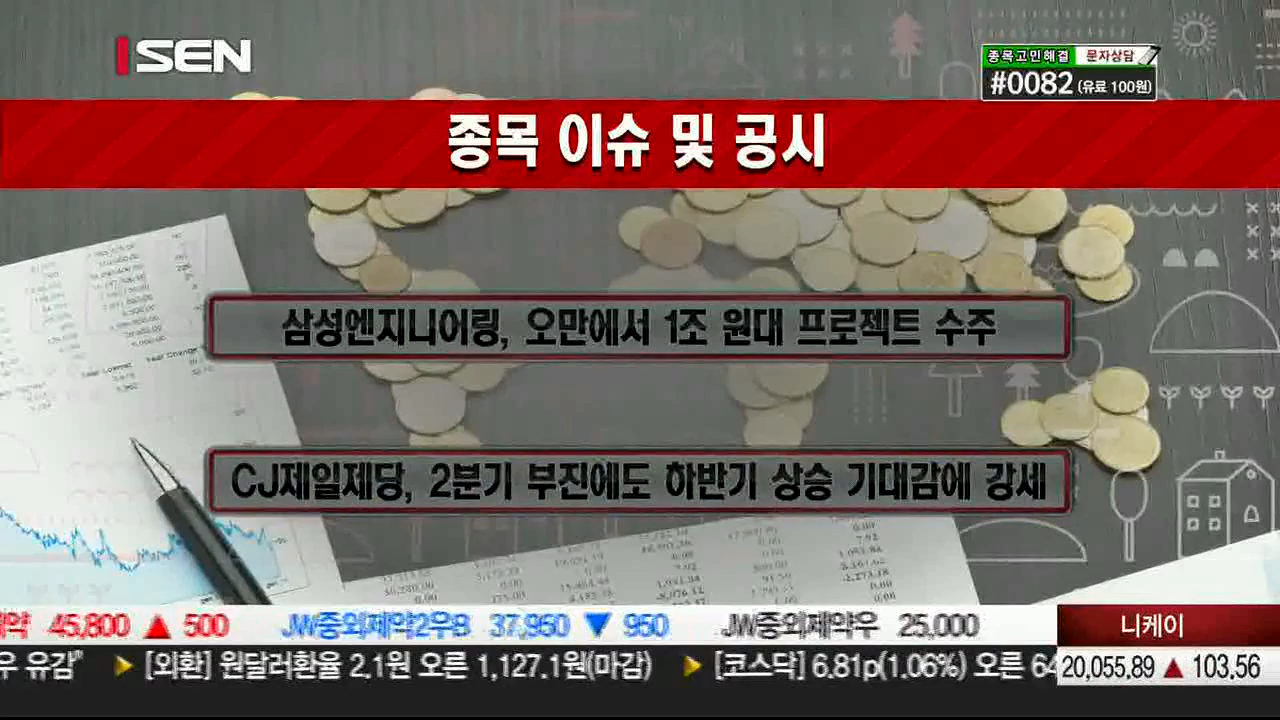 SEN
종목고민해결 문자상담
#0082 (유료 100원)
종목 이슈 및 공시
삼성엔지니어링, 오만에서 1조 원대 프로젝트 수주
CJ제일제당, 2분기 부진에도 하반기 상승 기대감에 강세
제약 45,800 ▲ 500 JW중외제약2우B 37,950 ▼ 950 JW중외제약우 25,000
니케이
우 유감" ▶ [외환] 원달러환율 2.1원 오른 1,127.1원(마감) ▶ [코스닥] 6.81p(1.06%) 오른 64
20,055.89 ▲ 103.56